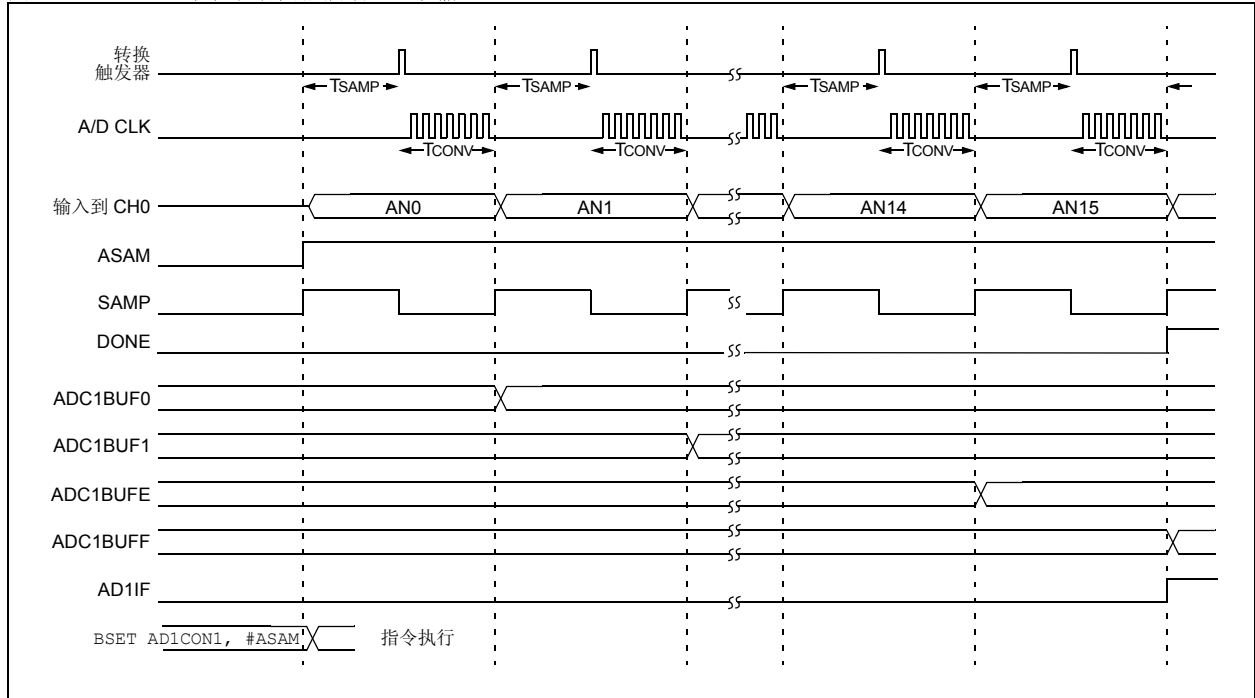 转换
触发器
TSAMP TSAMP TSAMP TSAMP
A/D CLK
TCONV TCONV TCONV TCONV
输入到 CH0 AN0 AN1 AN14 AN15
ASAM
SAMP
DONE
ADC1BUF0
ADC1BUF1
ADC1BUFE
ADC1BUFF
AD1IF
BSET AD1CON1, #ASAM 指令执行